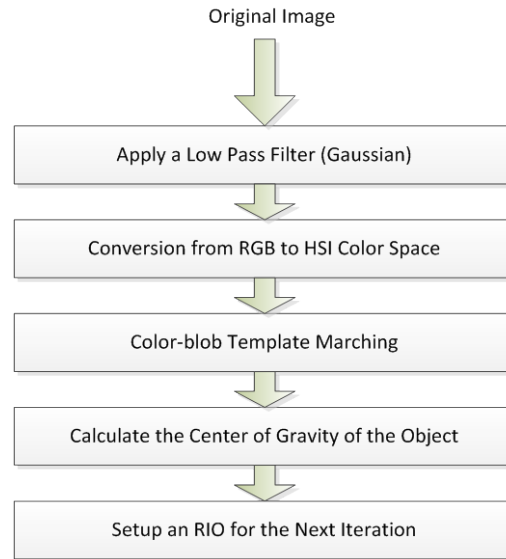 Original Image
Apply a Low Pass Filter (Gaussian)
Conversion from RGB to HSI Color Space
Color-blob Template Marching
Calculate the Center of Gravity of the Object
Setup an RIO for the Next Iteration